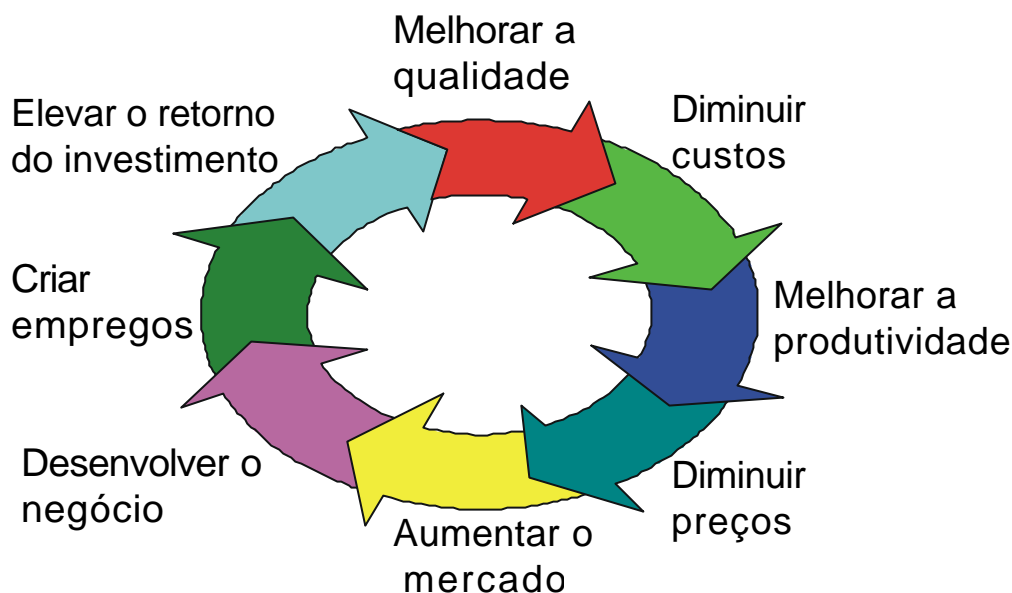 Melhorar a
qualidade
Diminuir
custos
Melhorar a
produtividade
Diminuir
preços
Aumentar o
mercado
Desenvolver o
negócio
Criar
empregos
Elevar o retorno
do investimento